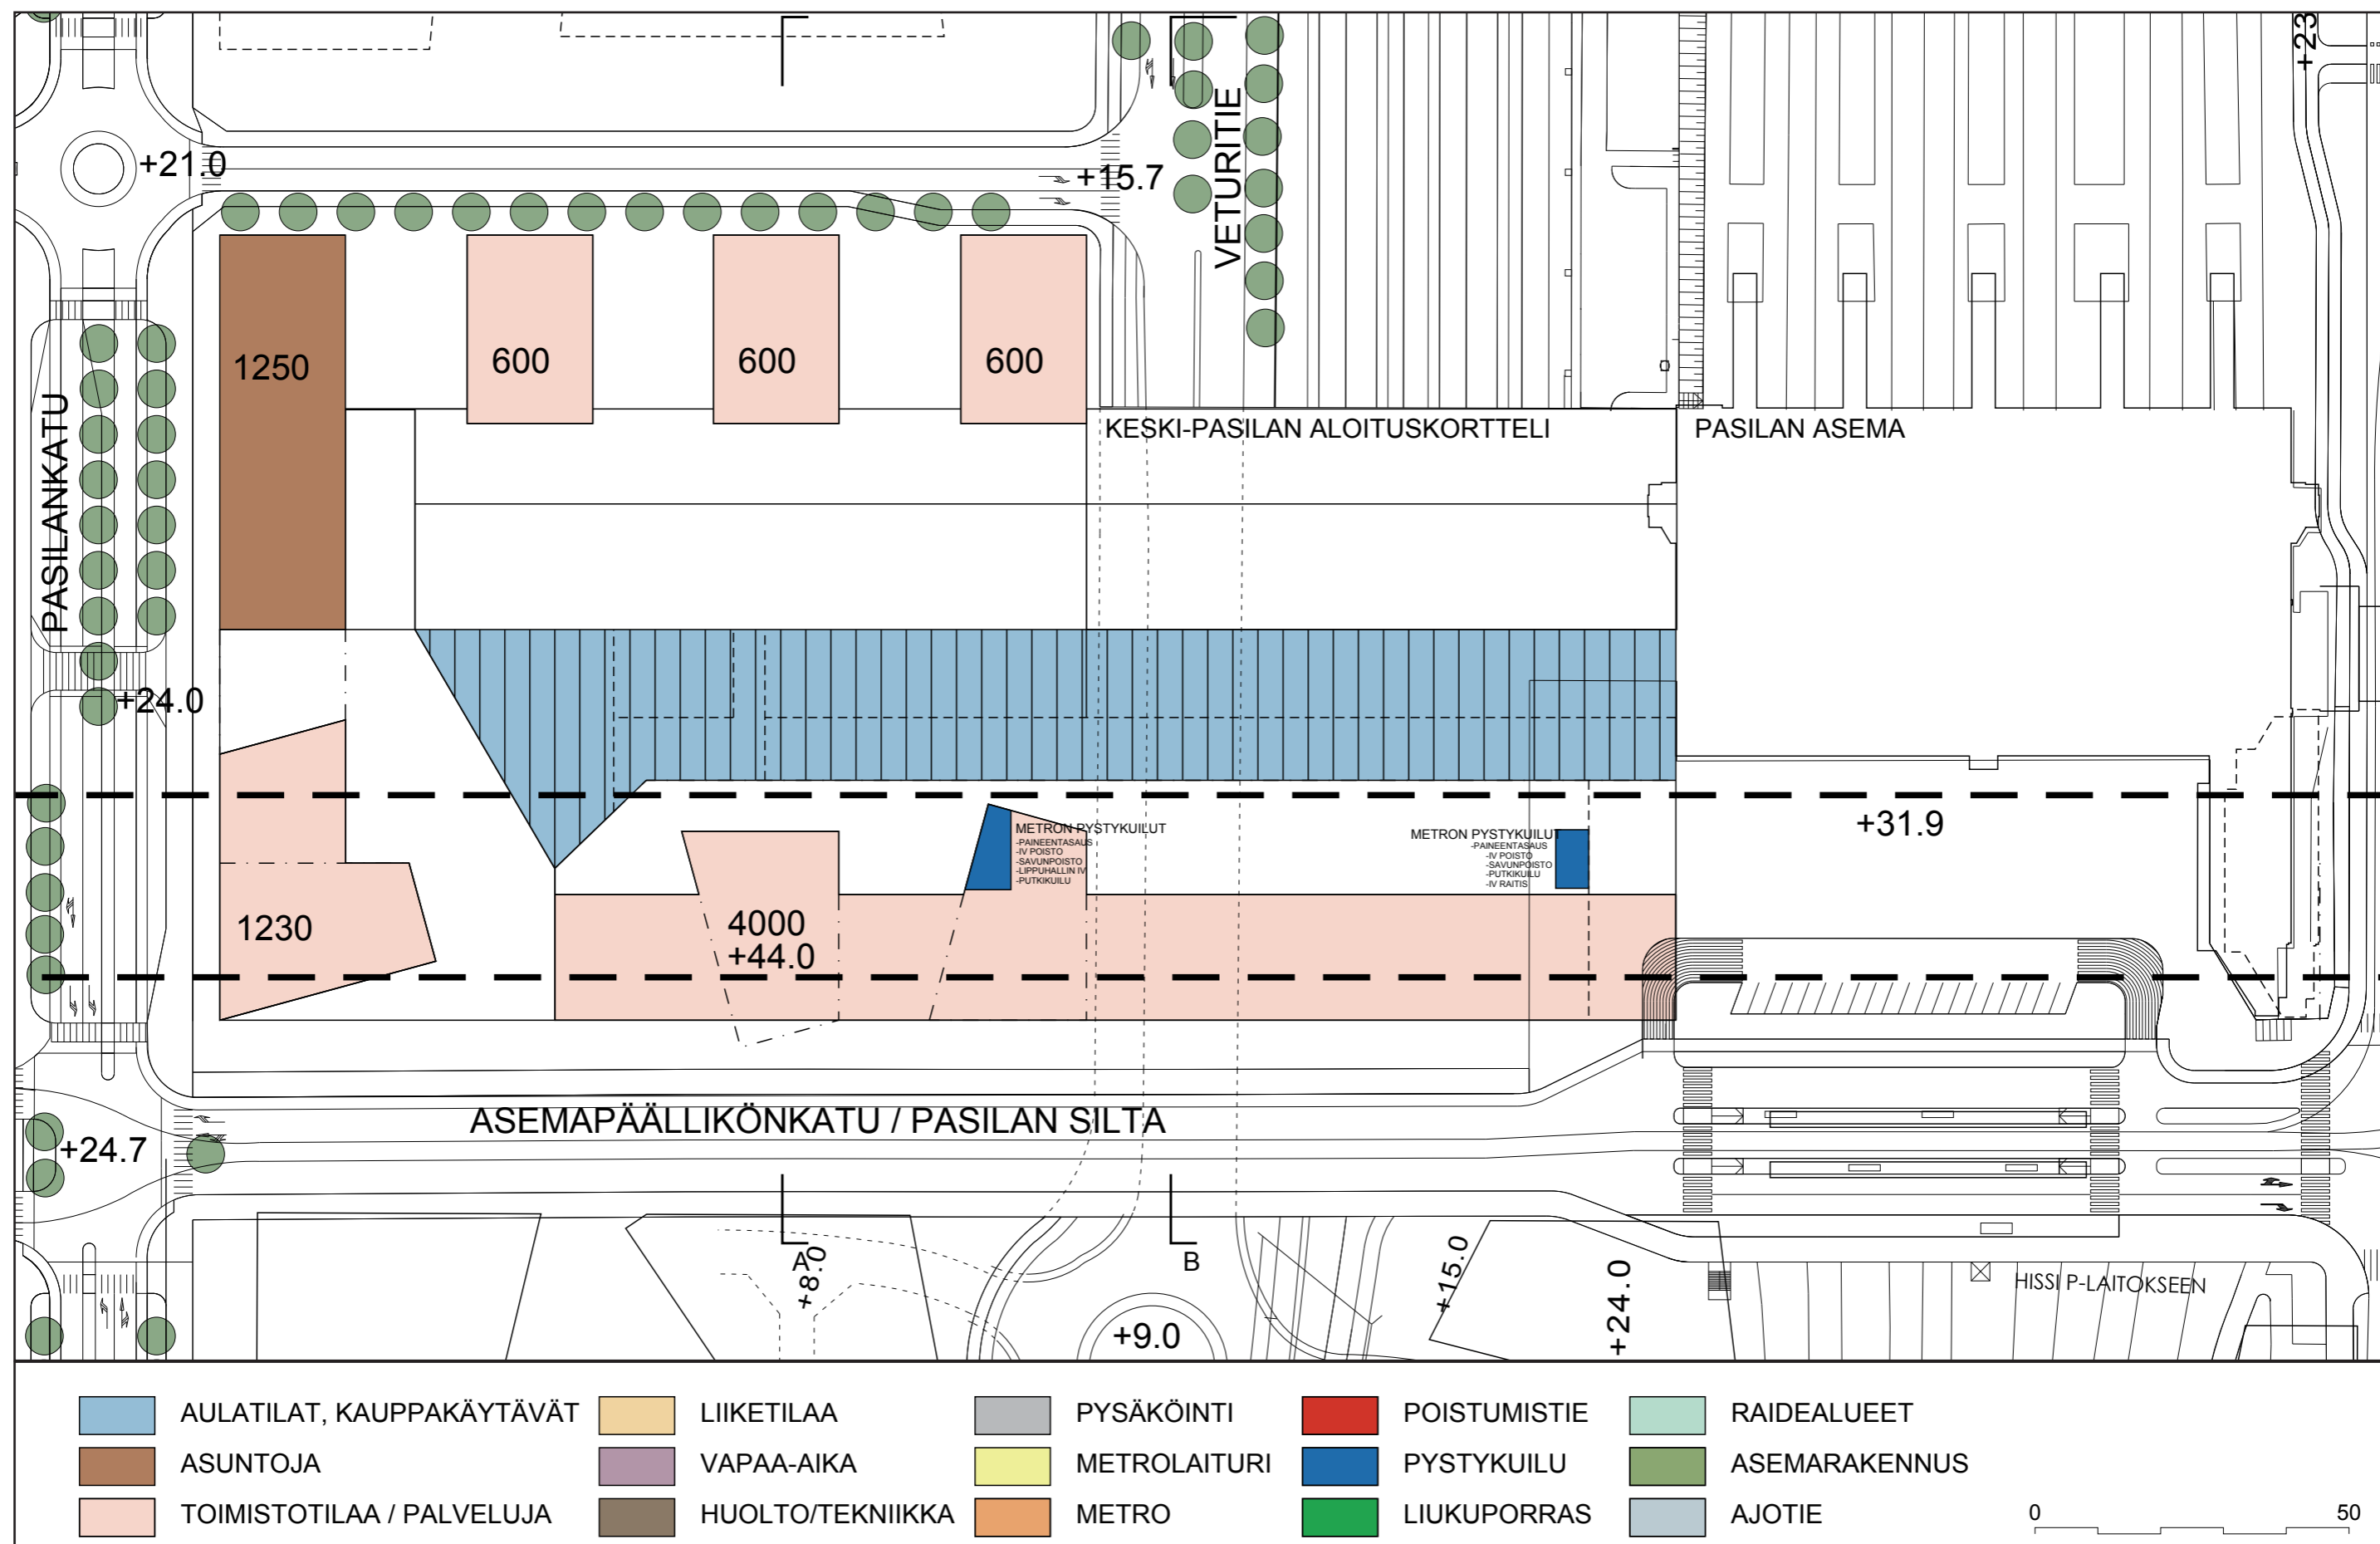 +23
+21.0
+15.7
VETURITIE
1250
600
600
600
KESKI-PASILAN ALOITUSKORTTELI
PASILAN ASEMA
PASILANKATU
+24.0
METRON PYSTYKUILUT
-PAINEENTASAUS
-IV POISTO
-SAVUNPOISTO
-LIPPUHALLIN IV
-PUTKIKUILU
METRON PYSTYKUILUT
-PAINEENTASAUS
-IV POISTO
-SAVUNPOISTO
-PUTKIKUILU
-IV RAITIS
+31.9
1230
4000
+44.0
ASEMAPÄÄLLIKÖNKATU / PASILAN SILTA
+24.7
A
B
+8.0
+9.0
+15.0
+24.0
HISSI P-LAITOKSEEN
AULATILAT, KAUPPAKÄYTÄVÄT
ASUNTOJA
TOIMISTOTILAA / PALVELUJA
LIIKETILAA
VAPAA-AIKA
HUOLTO/TEKNIIKKA
PYSÄKÖINTI
METROLAITURI
METRO
POISTUMISTIE
PYSTYKUILU
LIUKUPORRAS
RAIDEALUEET
ASEMARAKENNUS
AJOTIE
0 50